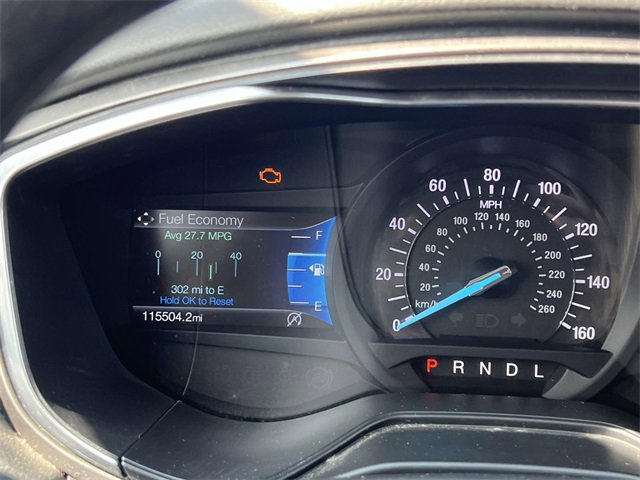 Fuel Economy
Avg 27.7 MPG
0 20 40
302 mi to E
Hold OK to Reset
115504.2mi
F
E
0 20 40 60 80 100 120 140 160
MPH
20 40 60 80 100 120 140 160 180 200 220 240 260
km/h
P R N D L